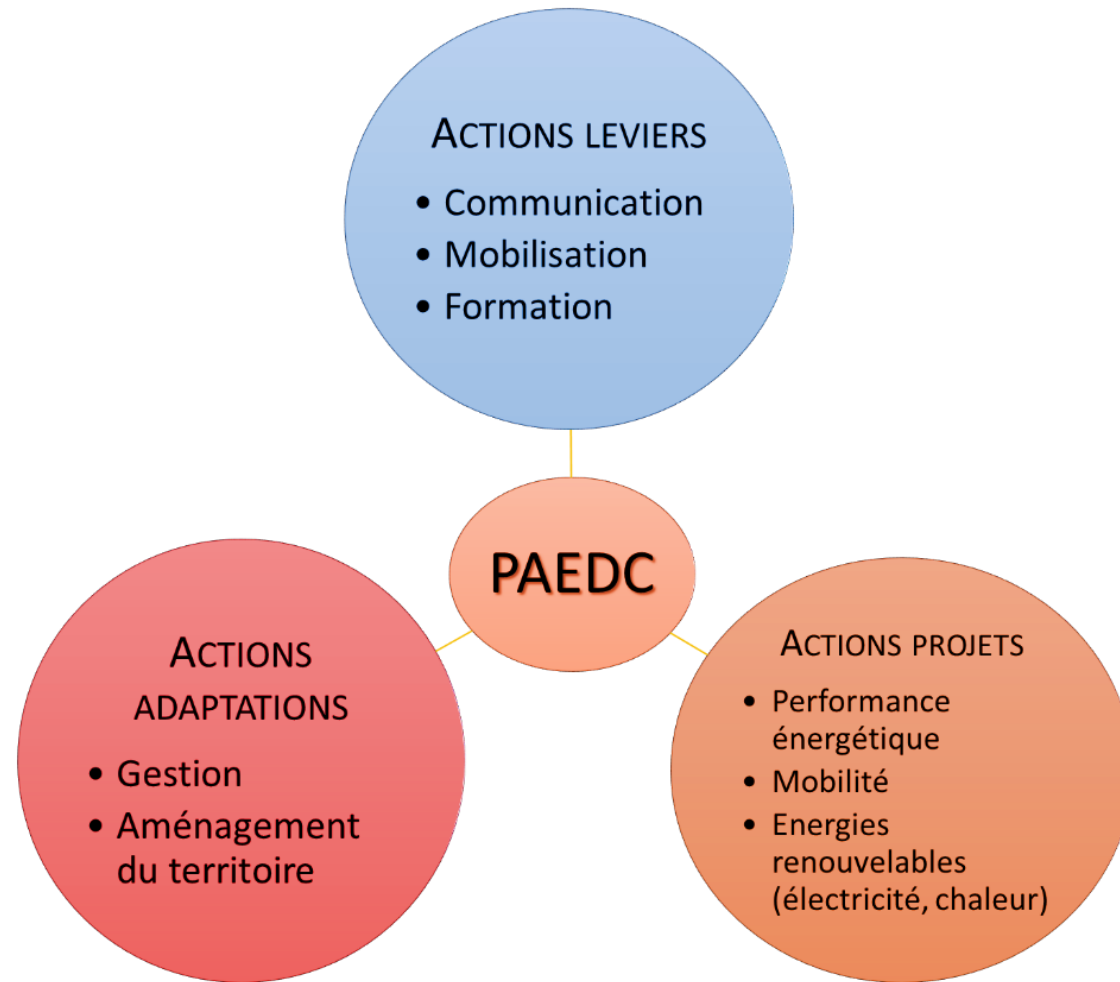 ACTIONS LEVIERS
• Communication
• Mobilisation
• Formation
PAEDC
ACTIONS
ADAPTATIONS
• Gestion
• Aménagement
du territoire
ACTIONS PROJETS
• Performance
énergétique
• Mobilité
• Energies
renouvelables
(électricité, chaleur)